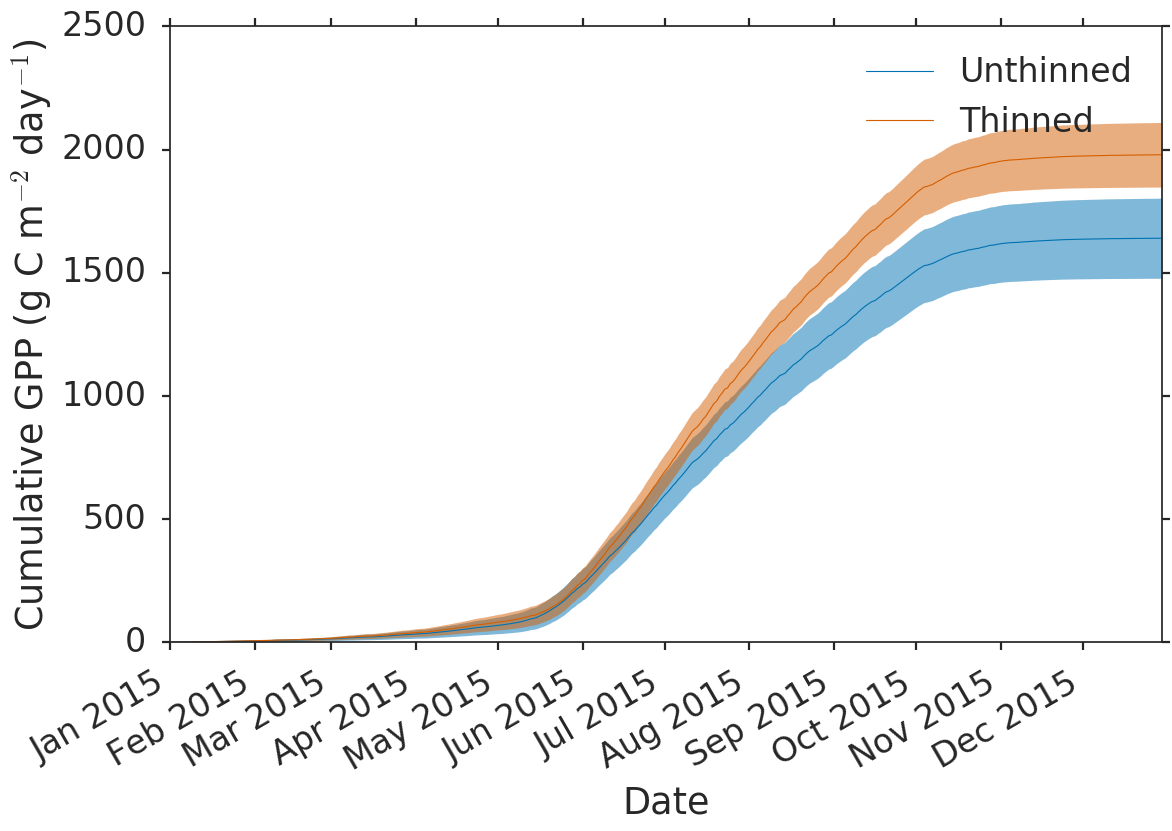 2500
2000
1500
1000
500
0
Cumulative GPP (g C m⁻² day⁻¹)
Unthinned
Thinned
Jan 2015
Feb 2015
Mar 2015
Apr 2015
May 2015
Jun 2015
Jul 2015
Aug 2015
Sep 2015
Oct 2015
Nov 2015
Dec 2015
Date